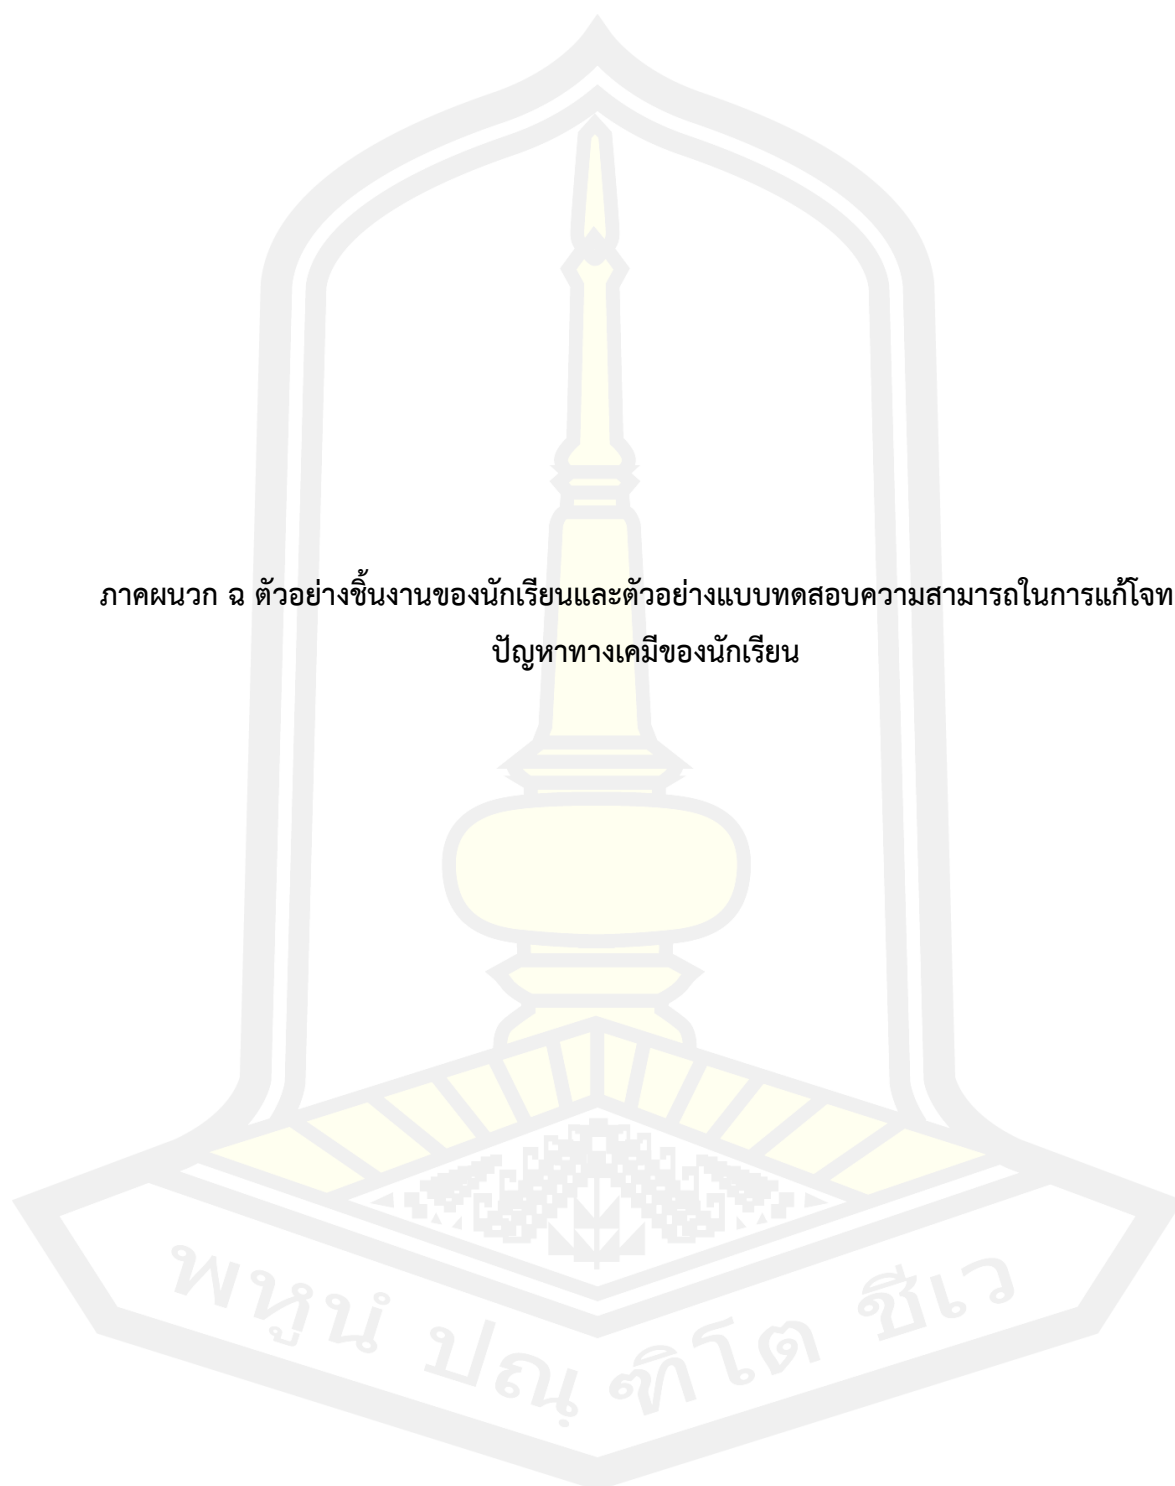 ภาคผนวก ฉ ตัวอย่างชิ้นงานของนักเรียนและตัวอย่างแบบทดสอบความสามารถในการแก้โจท
ปัญหาทางเคมีของนักเรียน
พหูนํ ปณฺ ฑิโต ชีเว